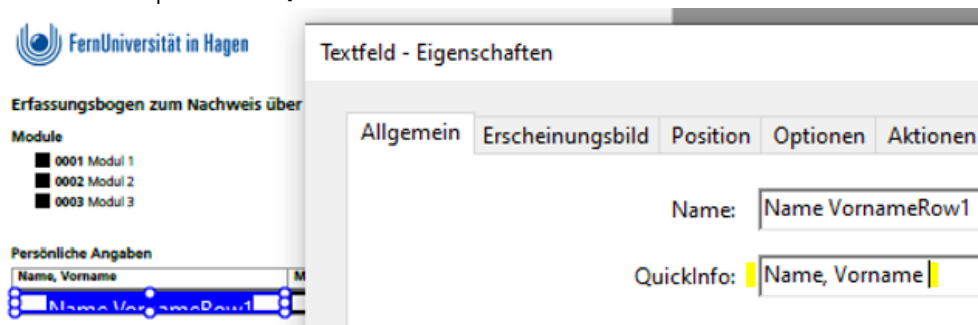 FernUniversität in Hagen
Erfassungsbogen zum Nachweis über
Module
0001 Modul 1
0002 Modul 2
0003 Modul 3
Persönliche Angaben
Name, Vorname
M
Name VornameRow1
Textfeld - Eigenschaften
Allgemein Erscheinungsbild Position Optionen Aktionen
Name: Name VornameRow1
QuickInfo: Name, Vorname